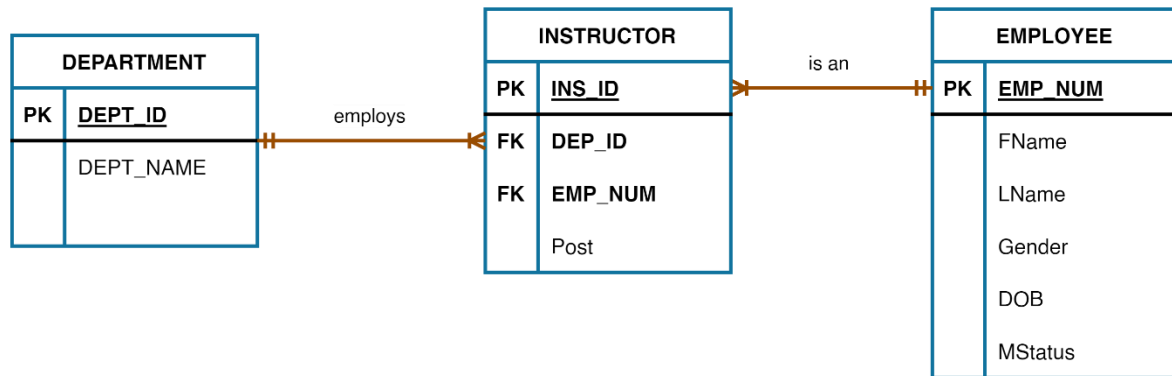 DEPARTMENT
PK DEPT_ID
DEPT_NAME
employs
INSTRUCTOR
PK INS_ID
FK DEP_ID
FK EMP_NUM
Post
is an
EMPLOYEE
PK EMP_NUM
FName
LName
Gender
DOB
MStatus